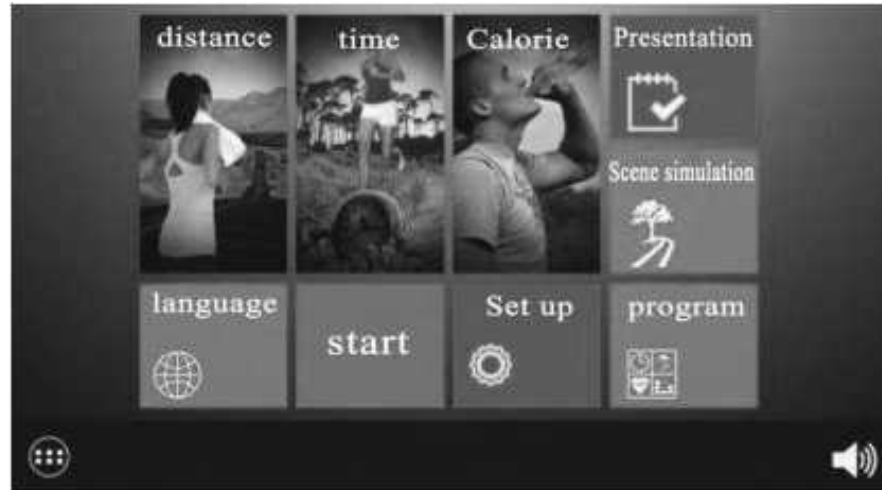 distance
time
Calorie
Presentation
Scene simulation
language
start
Set up
program